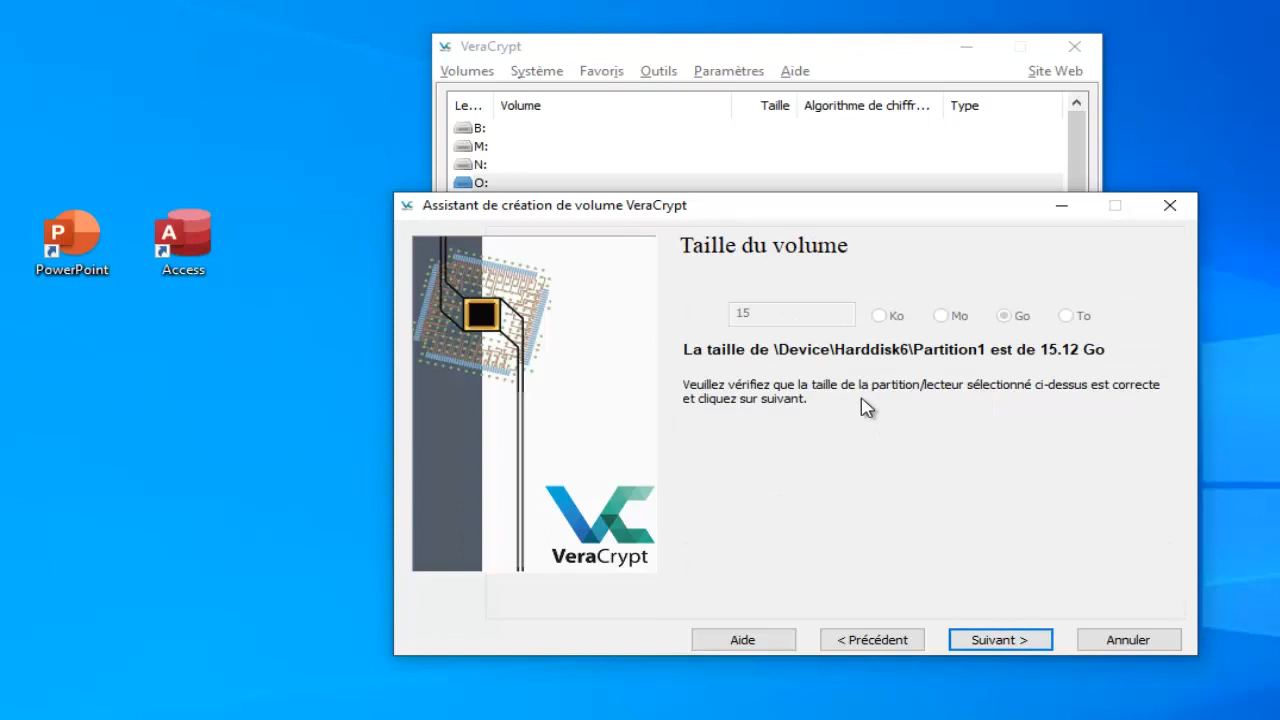 VeraCrypt
Volumes Système Favoris Outils Paramètres Aide Site Web
Le... Volume Taille Algorithme de chiffr... Type
B:
M:
N:
O:
Assistant de création de volume VeraCrypt
Taille du volume
15 Ko Mo Go To
La taille de \Device\Harddisk6\Partition1 est de 15.12 Go
Veuillez vérifiez que la taille de la partition/lecteur sélectionné ci-dessus est correcte
et cliquez sur suivant.
VeraCrypt
Aide < Précédent Suivant > Annuler
P
PowerPoint
A
Access